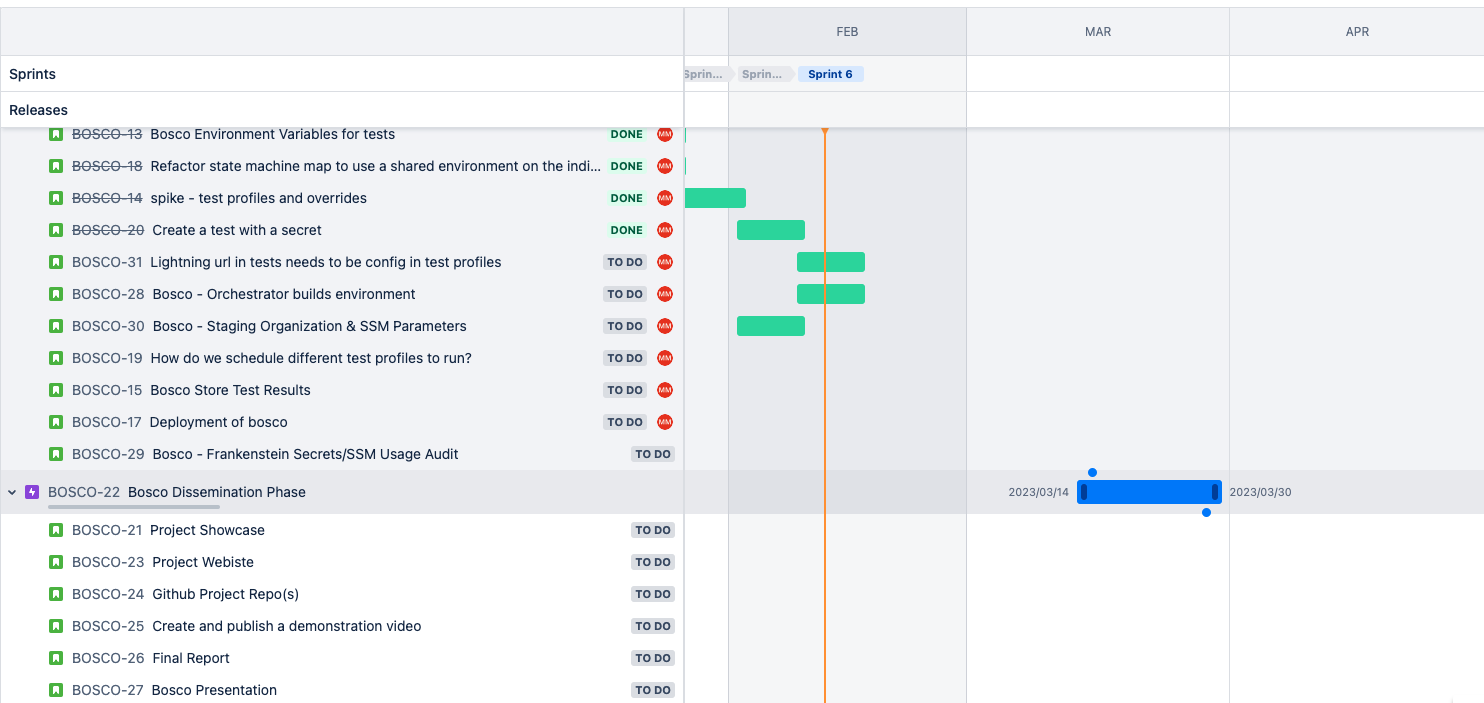 FEB MAR APR
Sprints Sprin... Sprin... Sprint 6
Releases
BOSCO-13 Bosco Environment Variables for tests DONE MM
BOSCO-18 Refactor state machine map to use a shared environment on the indi... DONE MM
BOSCO-14 spike - test profiles and overrides DONE MM
BOSCO-20 Create a test with a secret DONE MM
BOSCO-31 Lightning url in tests needs to be config in test profiles TO DO MM
BOSCO-28 Bosco - Orchestrator builds environment TO DO MM
BOSCO-30 Bosco - Staging Organization & SSM Parameters TO DO MM
BOSCO-19 How do we schedule different test profiles to run? TO DO MM
BOSCO-15 Bosco Store Test Results TO DO MM
BOSCO-17 Deployment of bosco TO DO MM
BOSCO-29 Bosco - Frankenstein Secrets/SSM Usage Audit TO DO
BOSCO-22 Bosco Dissemination Phase 2023/03/14 2023/03/30
BOSCO-21 Project Showcase TO DO
BOSCO-23 Project Webiste TO DO
BOSCO-24 Github Project Repo(s) TO DO
BOSCO-25 Create and publish a demonstration video TO DO
BOSCO-26 Final Report TO DO
BOSCO-27 Bosco Presentation TO DO